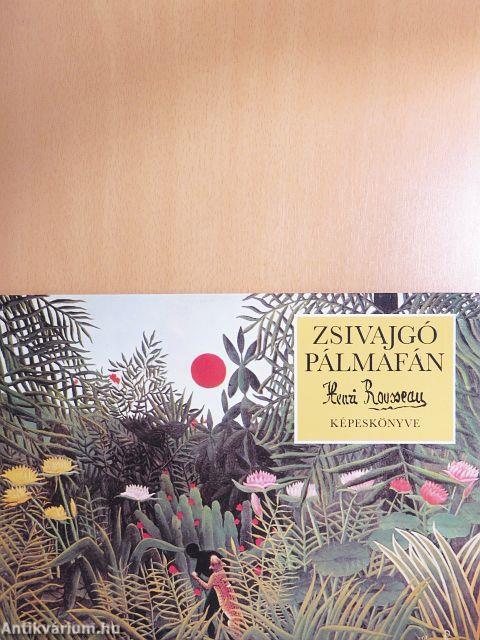 ZSIVAJGÓ
PÁLMAFÁN
Henri Rousseau
KÉPESKÖNYVE
Antikvarium.hu